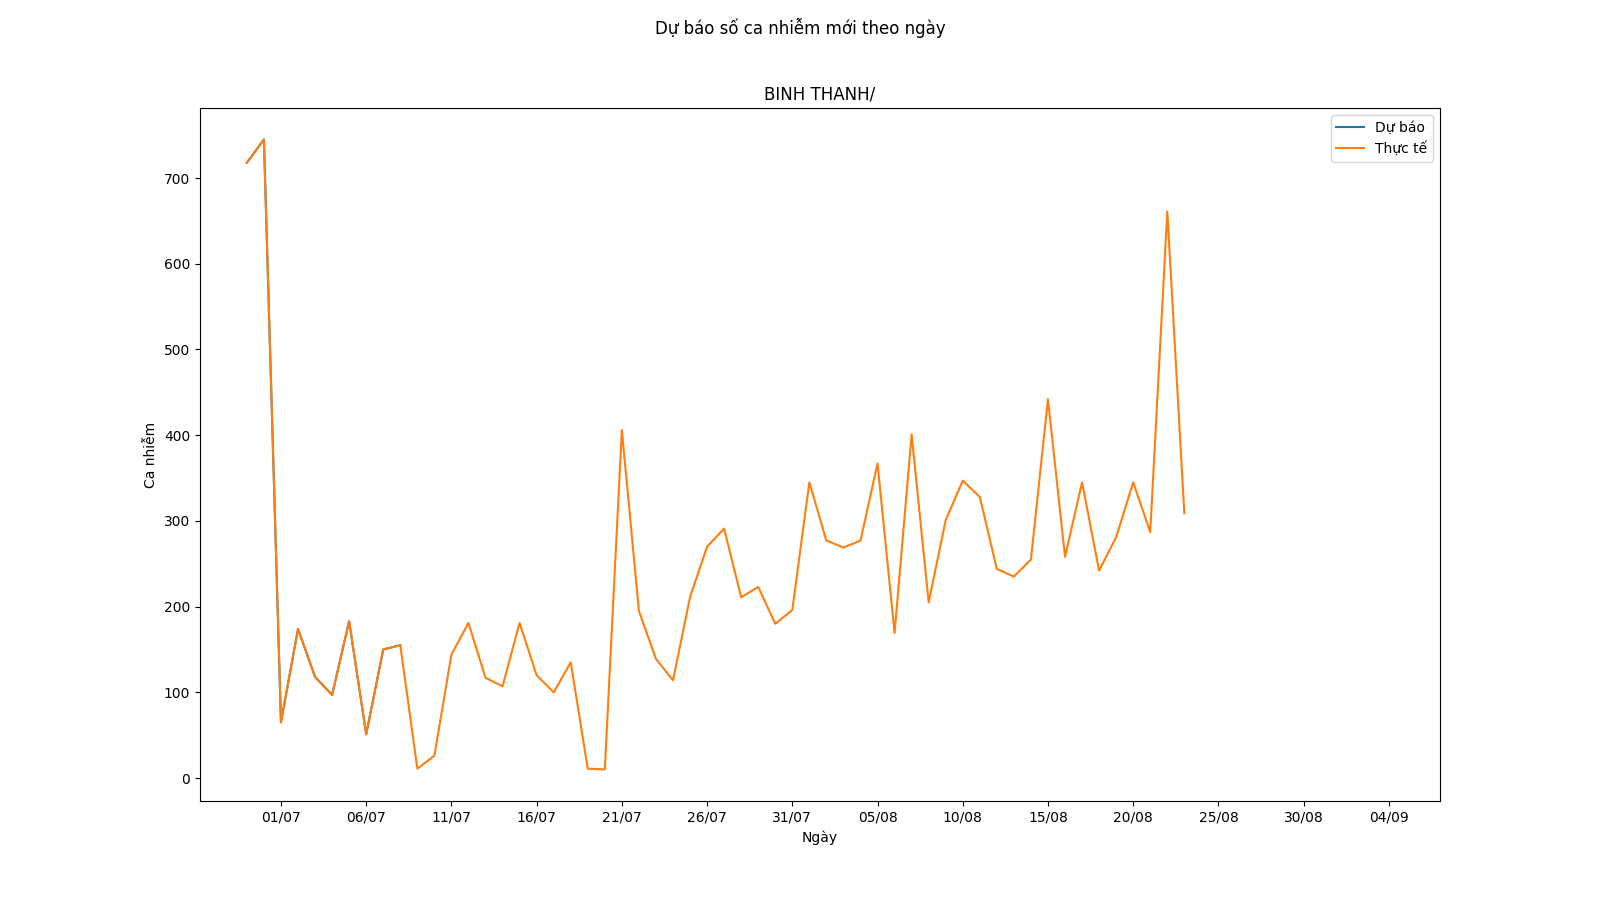 Dự báo số ca nhiễm mới theo ngày
BINH THANH/
Dự báo
Thực tế
700
600
500
400
300
200
100
0
Ca nhiễm
01/07 06/07 11/07 16/07 21/07 26/07 31/07 05/08 10/08 15/08 20/08 25/08 30/08 04/09
Ngày